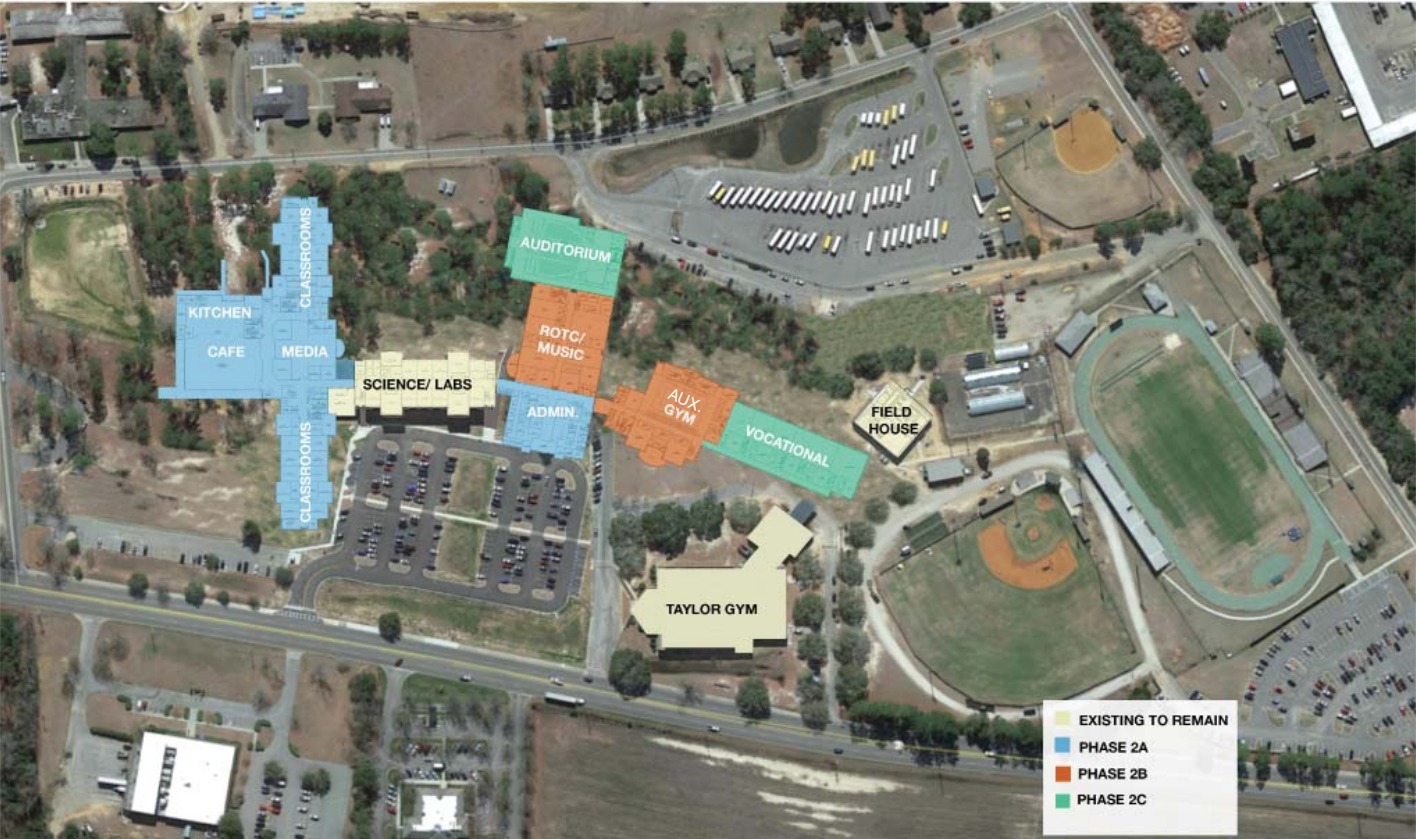 AUDITORIUM
CLASSROOMS
KITCHEN
CAFE
MEDIA
ROTC/
MUSIC
SCIENCE/ LABS
ADMIN.
AUX.
GYM
FIELD
HOUSE
VOCATIONAL
CLASSROOMS
TAYLOR GYM
EXISTING TO REMAIN
PHASE 2A
PHASE 2B
PHASE 2C